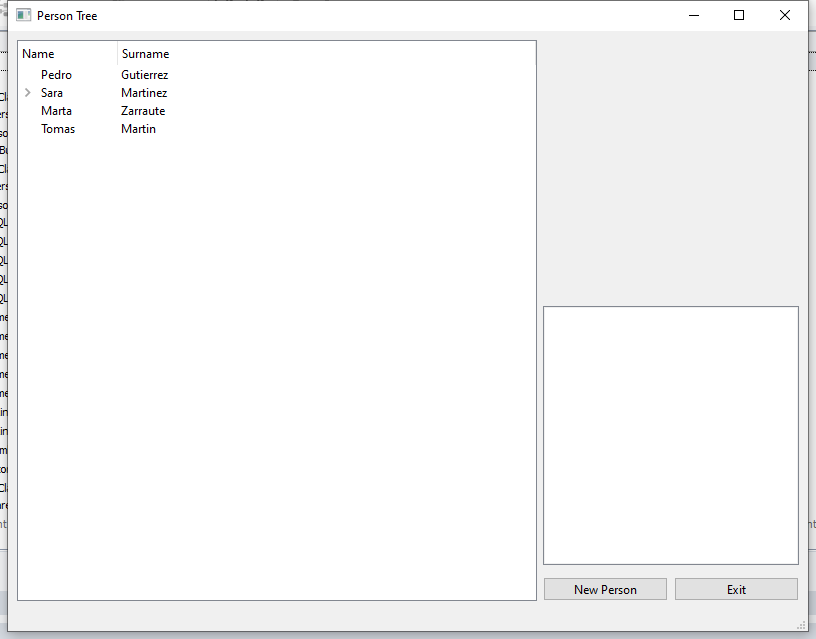 Person Tree
Name Surname
Pedro Gutierrez
Sara Martinez
Marta Zarraute
Tomas Martin
New Person Exit